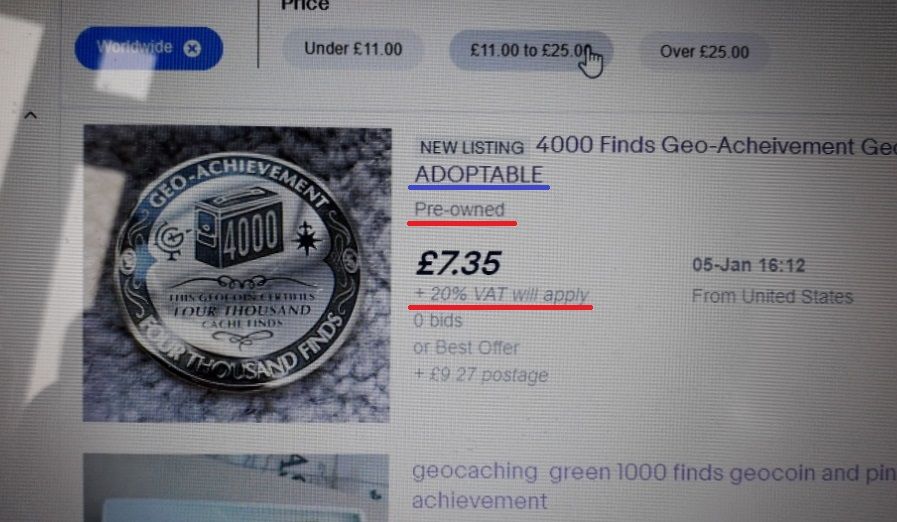 Price
Worldwide
Under £11.00
£11.00 to £25.00
Over £25.00
GEO-ACHIEVEMENT
4000
THIS GEOCOIN CERTIFIES
FOUR THOUSAND
CACHE FINDS
FOUR THOUSAND FINDS
NEW LISTING 4000 Finds Geo-Acheivement Geo
ADOPTABLE
Pre-owned
£7.35
+ 20% VAT will apply
0 bids
or Best Offer
+ £9.27 postage
05-Jan 16:12
From United States
geocaching green 1000 finds geocoin and pin
achievement